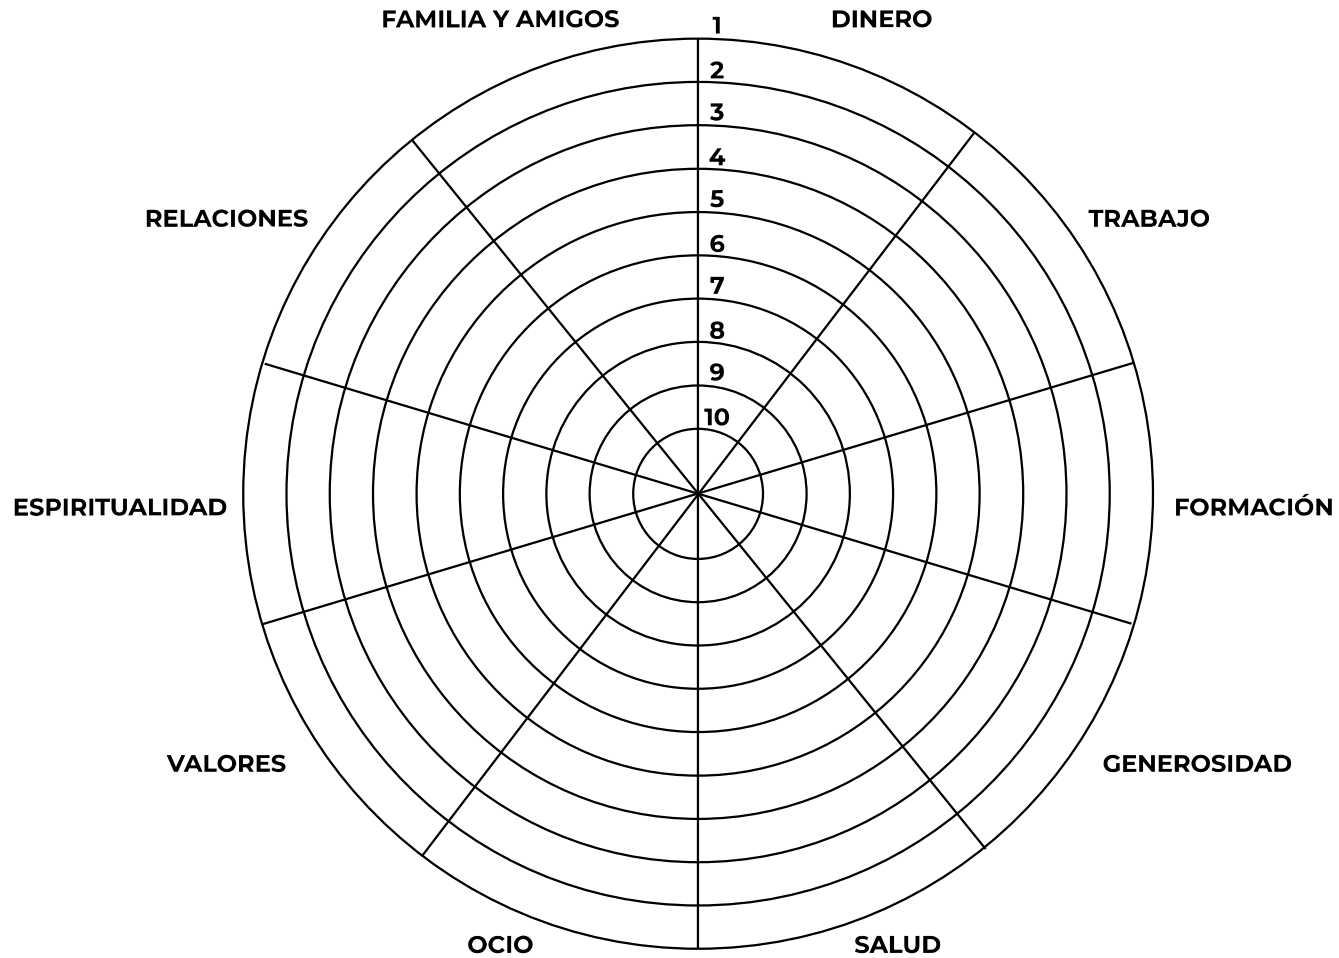 FAMILIA Y AMIGOS
1
DINERO
2
3
4
5
6
7
8
9
10
RELACIONES
TRABAJO
ESPIRITUALIDAD
FORMACIÓN
VALORES
GENEROSIDAD
OCIO
SALUD